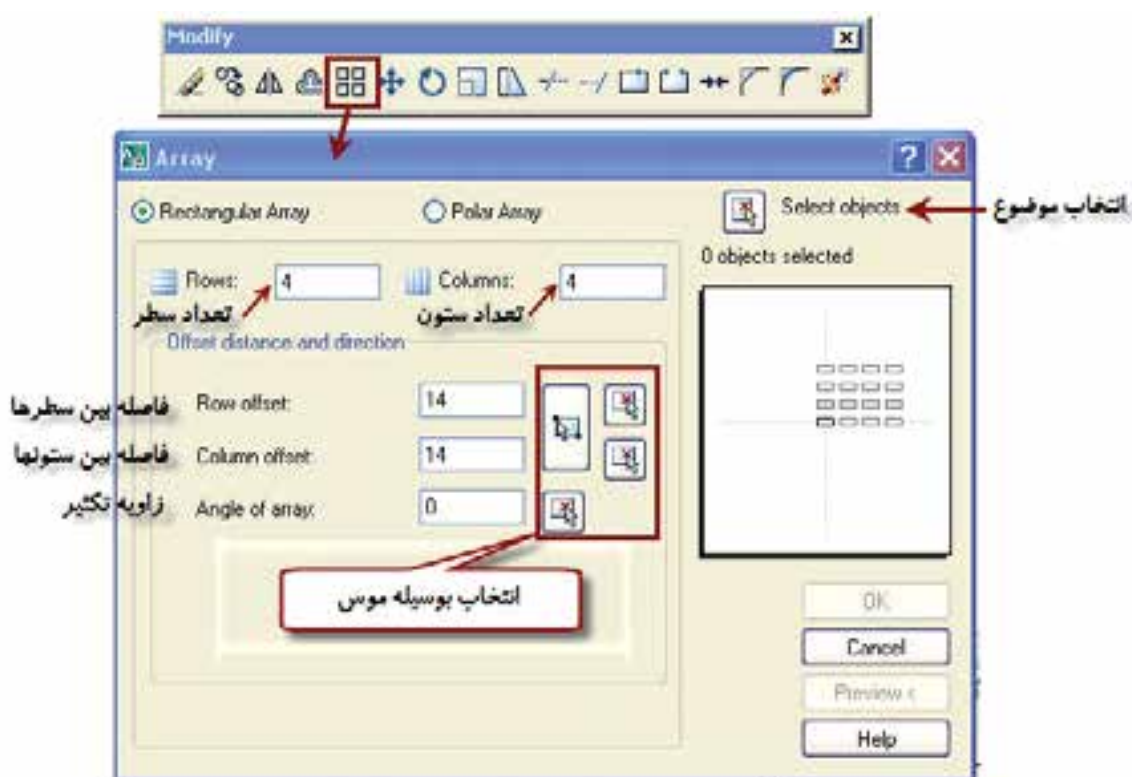 Modify
Array
Rectangular Array
Polar Array
Select objects
انتخاب موضوع
0 objects selected
Rows:
4
Columns:
4
تعداد سطر
تعداد ستون
Offset distance and direction
فاصله بین سطرها
Row offset:
14
فاصله بین ستونها
Column offset:
14
زاویه تکثیر
Angle of array:
0
انتخاب بوسیله موس
OK
Cancel
Preview <
Help